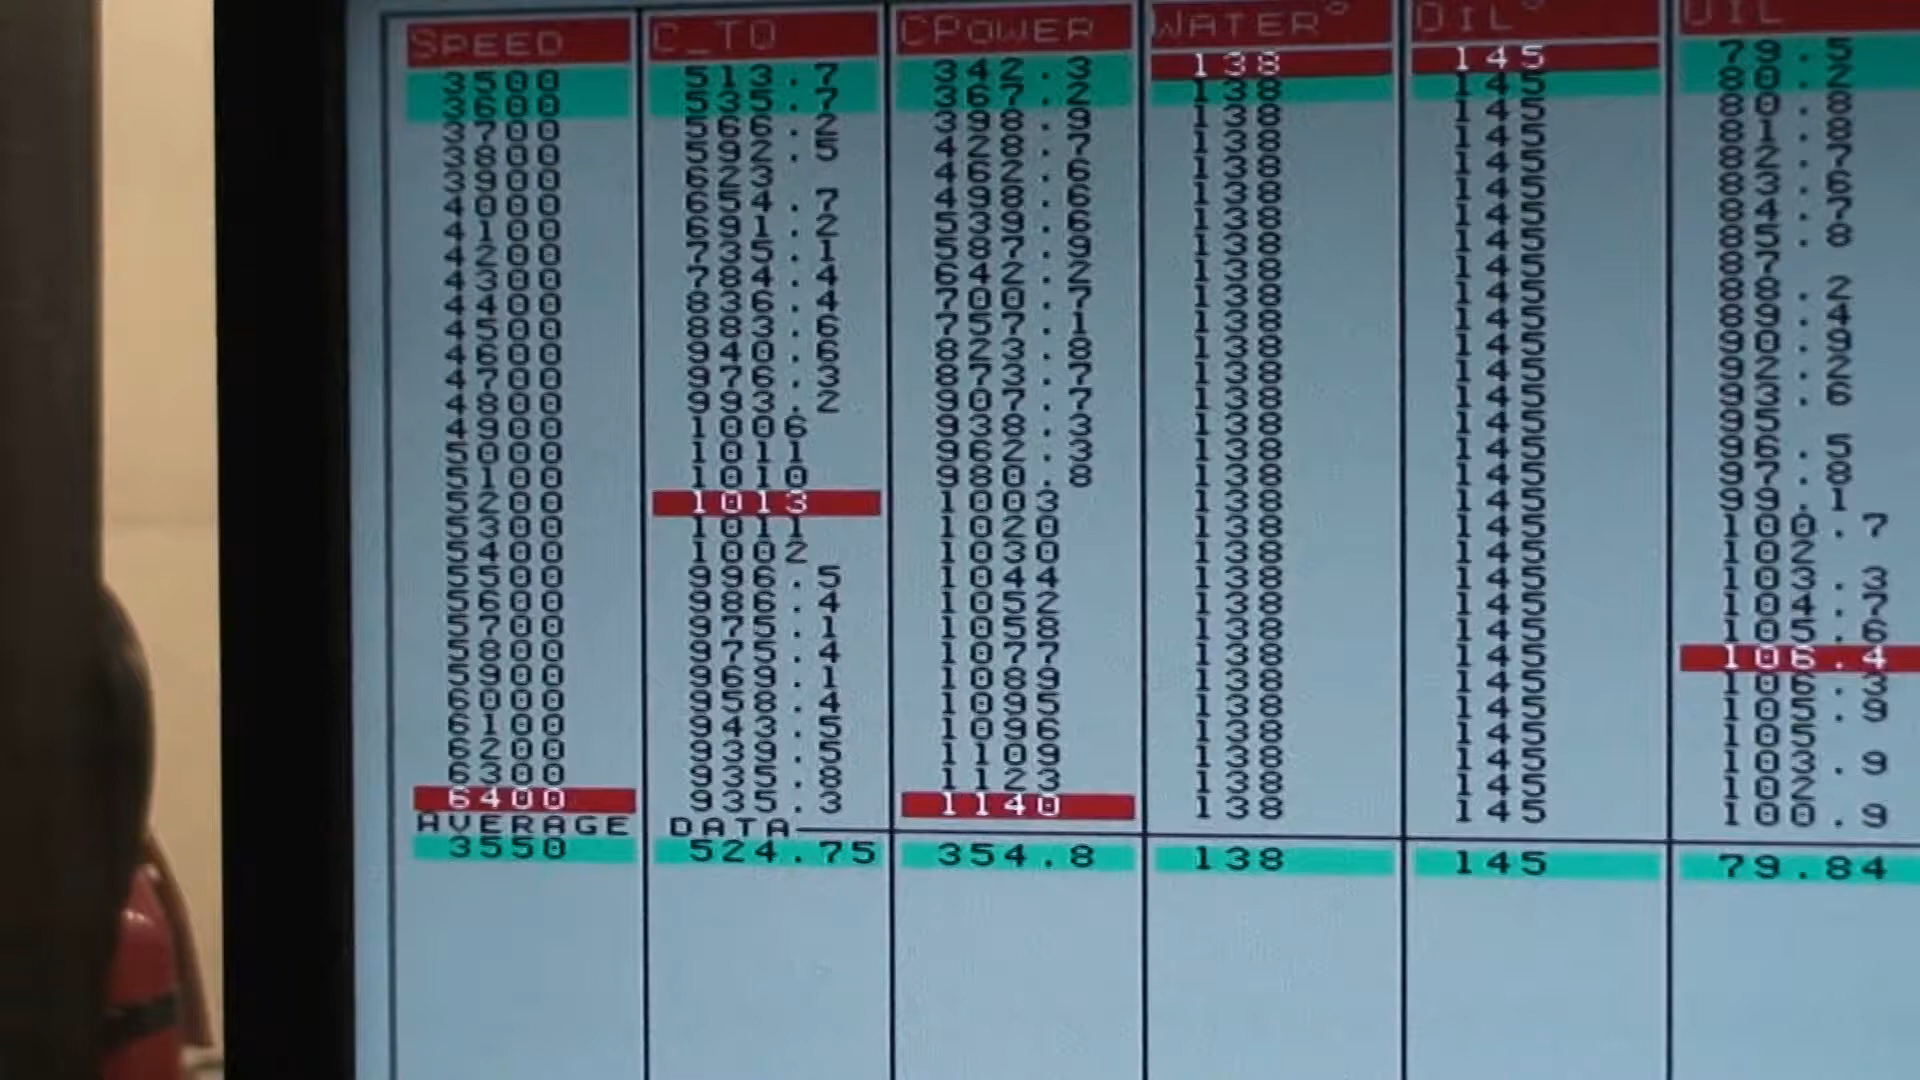 SPEED C_TQ CPOWER WATER° OIL° OIL
3500 513.7 342.3 138 145 79.5
3600 535.7 367.2 138 145 80.2
3700 566.2 398.9 138 145 80.8
3800 592.5 428.7 138 145 81.8
3900 623 462.6 138 145 82.7
4000 654.7 498.6 138 145 83.6
4100 691.2 539.6 138 145 84.7
4200 735.1 587.9 138 145 85.8
4300 784.4 642.2 138 145 87
4400 836.4 700.7 138 145 88.2
4500 883.6 757.1 138 145 89.4
4600 940.6 823.8 138 145 90.9
4700 976.3 873.7 138 145 92.2
4800 993.2 907.7 138 145 93.6
4900 1006 938.3 138 145 95
5000 1011 962.3 138 145 96.5
5100 1010 980.8 138 145 97.8
5200 1013 1003 138 145 99.1
5300 1011 1020 138 145 100.7
5400 1002 1030 138 145 102
5500 996.5 1044 138 145 103.3
5600 986.4 1052 138 145 104.7
5700 975.1 1058 138 145 105.6
5800 975.4 1077 138 145 106.4
5900 969.1 1089 138 145 106.3
6000 958.4 1095 138 145 105.9
6100 943.5 1096 138 145 105
6200 939.5 1109 138 145 103.9
6300 935.8 1123 138 145 102
6400 935.3 1140 138 145 100.9
AVERAGE DATA
3550 524.75 354.8 138 145 79.84